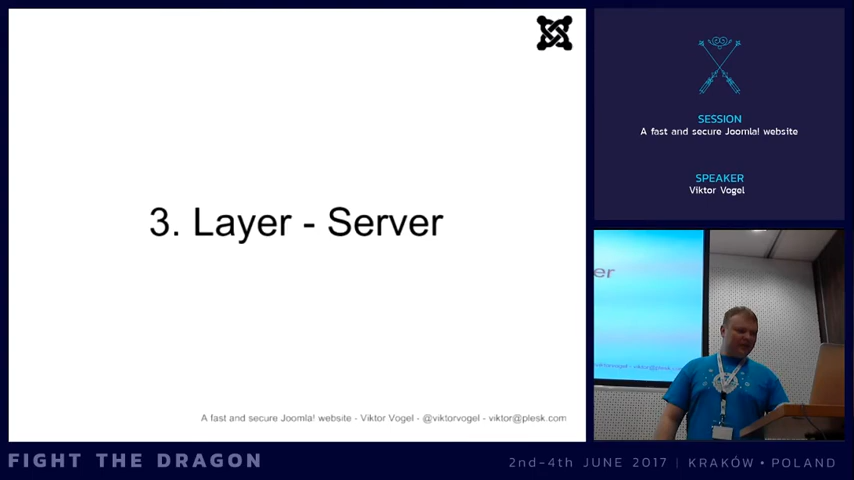 3. Layer - Server
A fast and secure Joomla! website - Viktor Vogel - @viktorvogel - viktor@plesk.com
SESSION
A fast and secure Joomla! website
SPEAKER
Viktor Vogel
er
FIGHT THE DRAGON
2nd-4th JUNE 2017 | KRAKÓW • POLAND